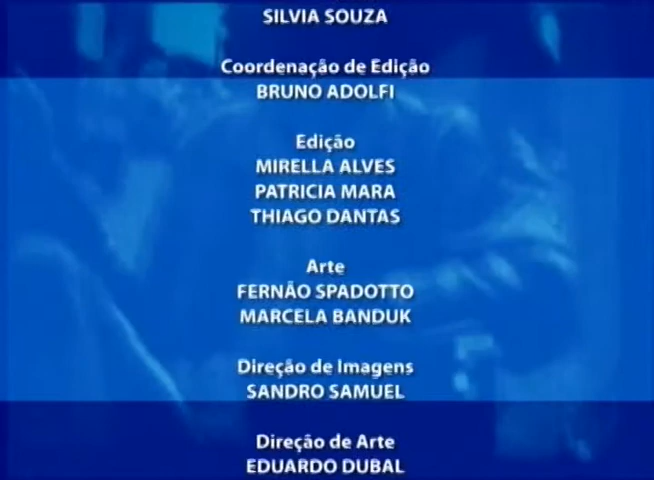 SILVIA SOUZA
Coordenação de Edição
BRUNO ADOLFI
Edição
MIRELLA ALVES
PATRICIA MARA
THIAGO DANTAS
Arte
FERNÃO SPADOTTO
MARCELA BANDUK
Direção de Imagens
SANDRO SAMUEL
Direção de Arte
EDUARDO DUBAL